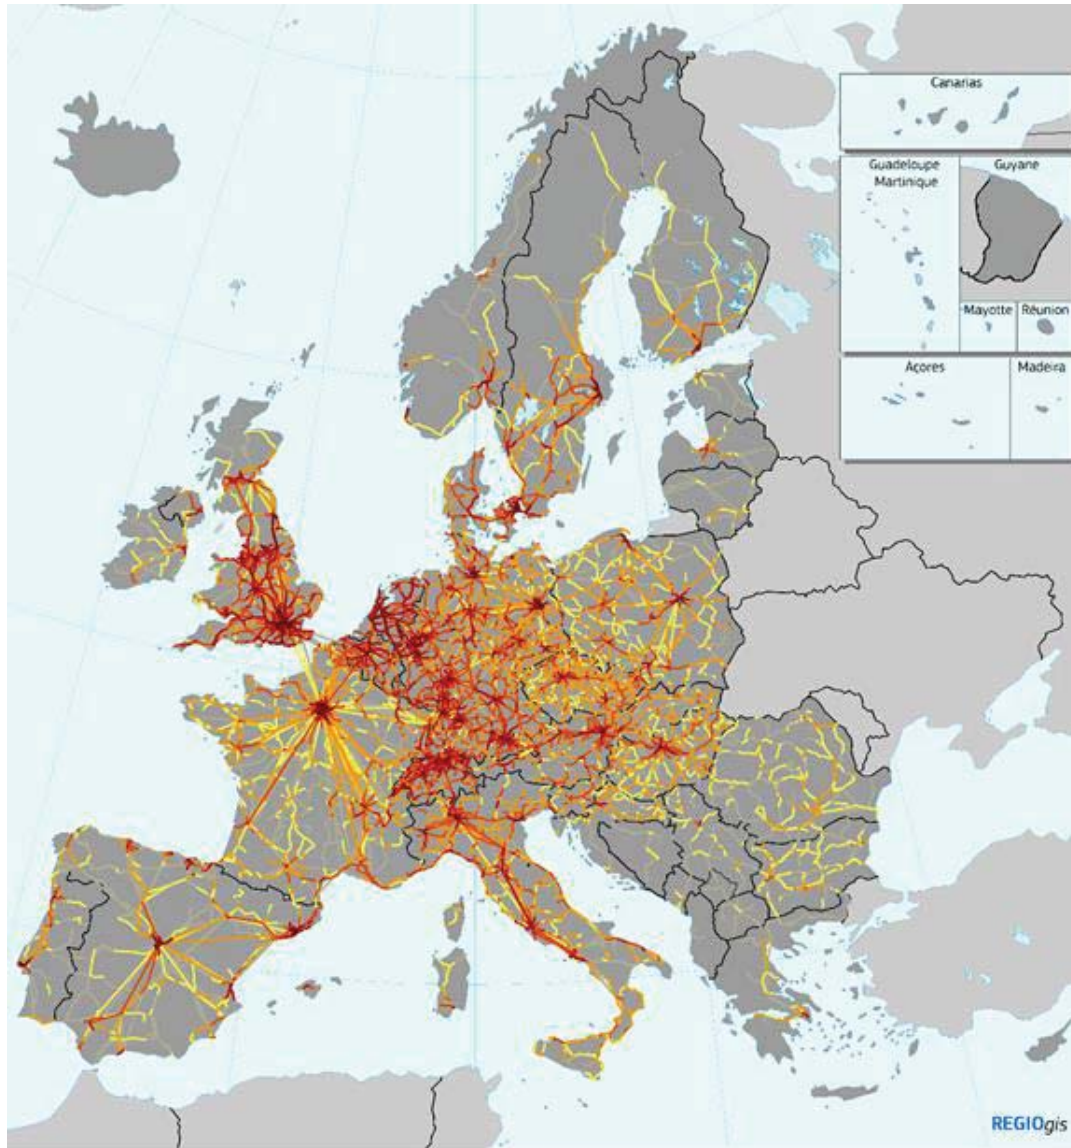 Canarias
Guadeloupe
Martinique
Guyane
Mayotte
Réunion
Açores
Madeira
REGIOgis